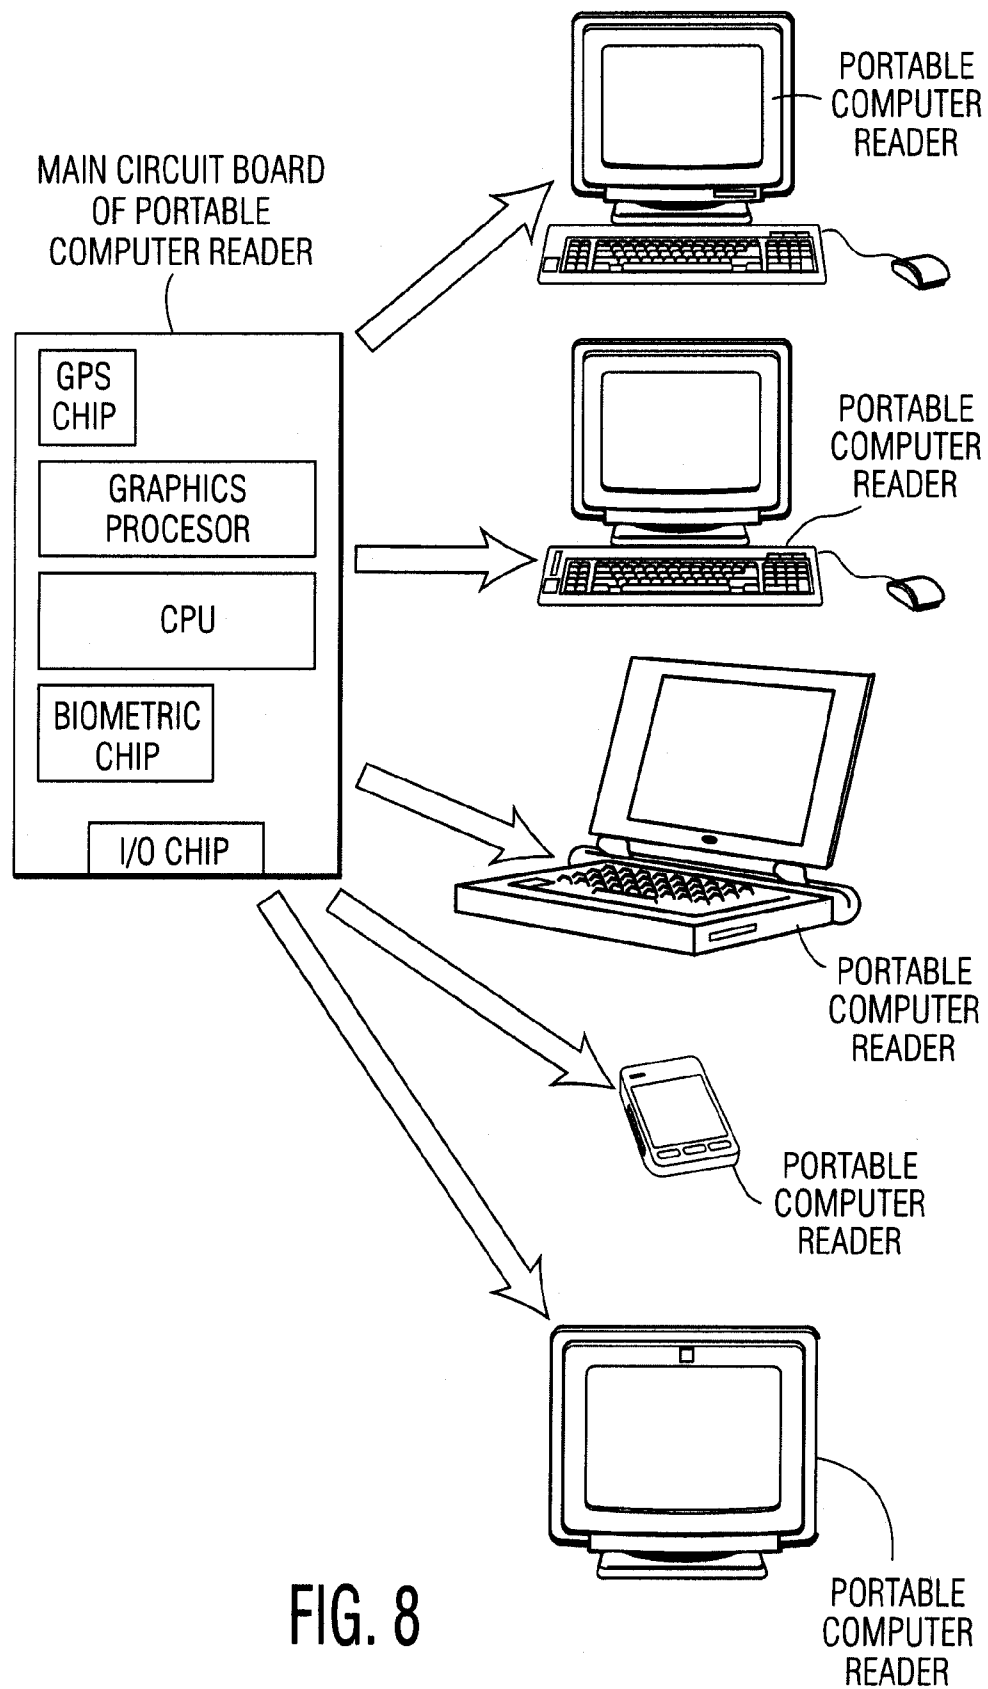 PORTABLE
COMPUTER
READER
MAIN CIRCUIT BOARD
OF PORTABLE
COMPUTER READER
GPS
CHIP
GRAPHICS
PROCESOR
CPU
BIOMETRIC
CHIP
I/O CHIP
PORTABLE
COMPUTER
READER
PORTABLE
COMPUTER
READER
PORTABLE
COMPUTER
READER
PORTABLE
COMPUTER
READER
FIG. 8